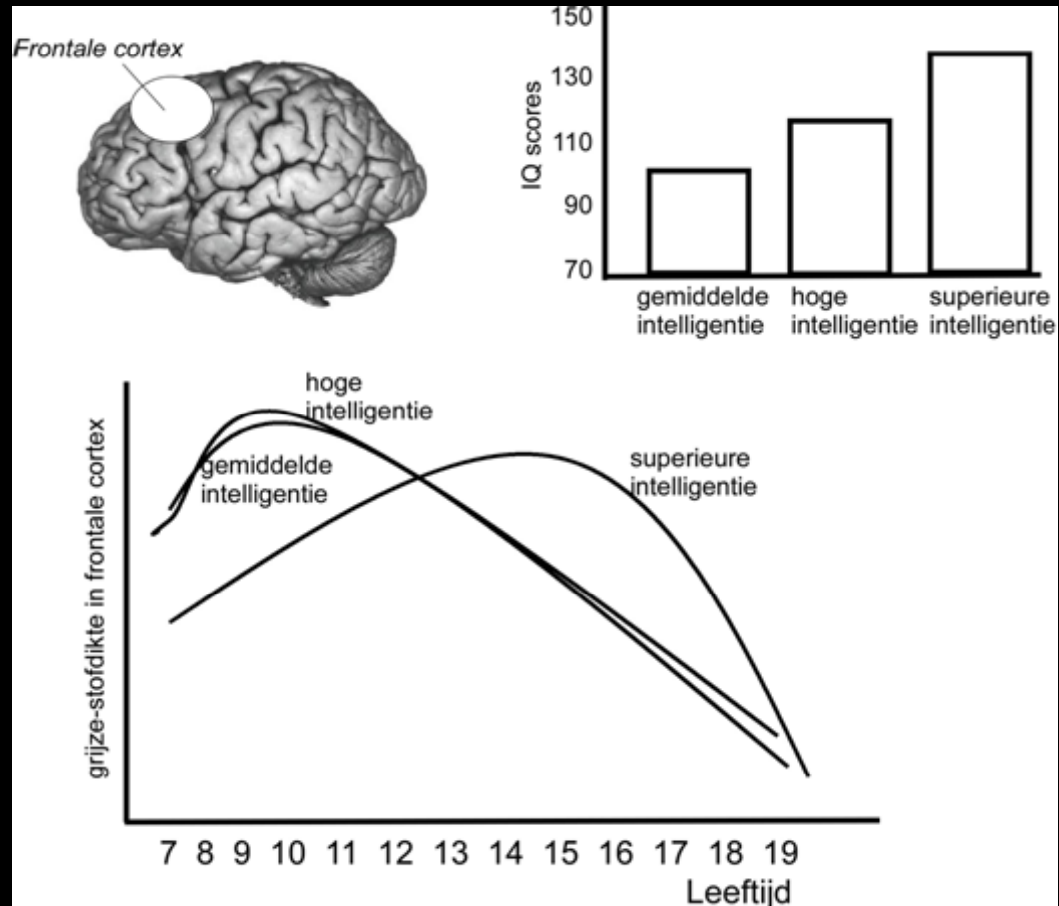 Frontale cortex
150
130
110
90
70
IQ scores
gemiddelde
intelligentie
hoge
intelligentie
superieure
intelligentie
hoge
intelligentie
gemiddelde
intelligentie
superieure
intelligentie
grijze-stofdikte in frontale cortex
7 8 9 10 11 12 13 14 15 16 17 18 19
Leeftijd